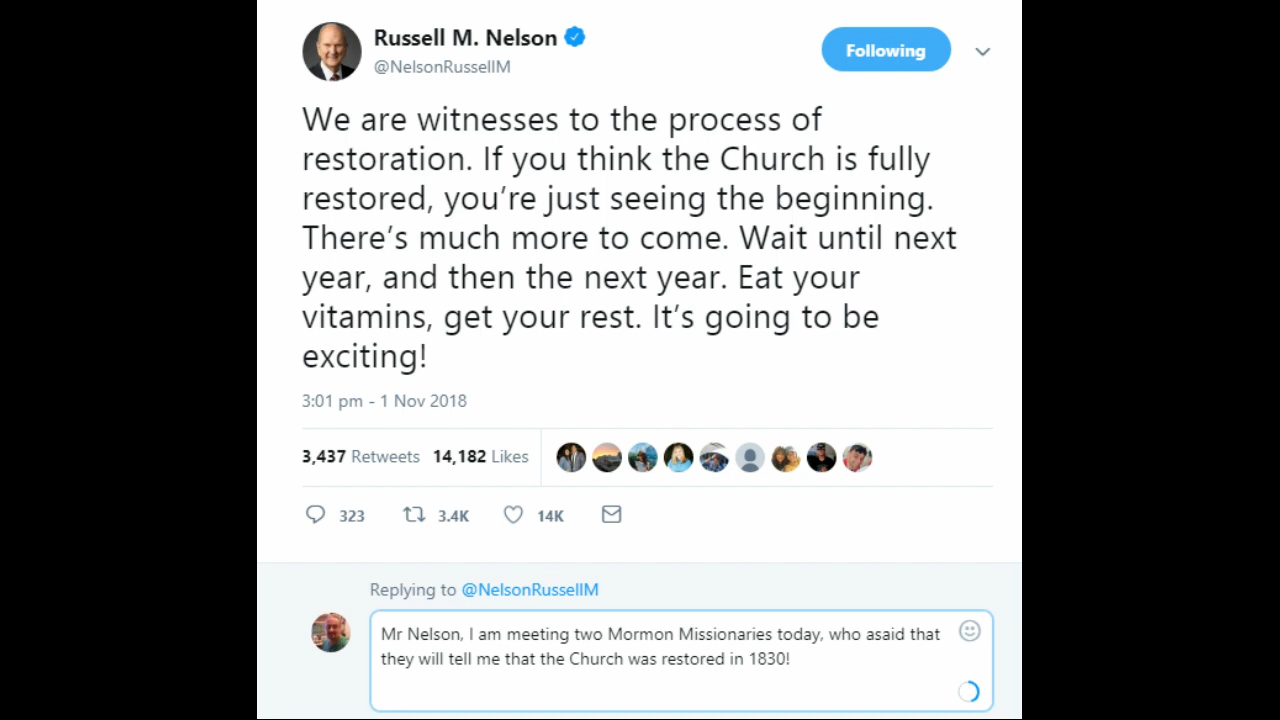 Russell M. Nelson
@NelsonRussellM
Following
We are witnesses to the process of
restoration. If you think the Church is fully
restored, you’re just seeing the beginning.
There’s much more to come. Wait until next
year, and then the next year. Eat your
vitamins, get your rest. It’s going to be
exciting!
3:01 pm - 1 Nov 2018
3,437 Retweets 14,182 Likes
323 3.4K 14K
Replying to @NelsonRussellM
Mr Nelson, I am meeting two Mormon Missionaries today, who asaid that
they will tell me that the Church was restored in 1830!